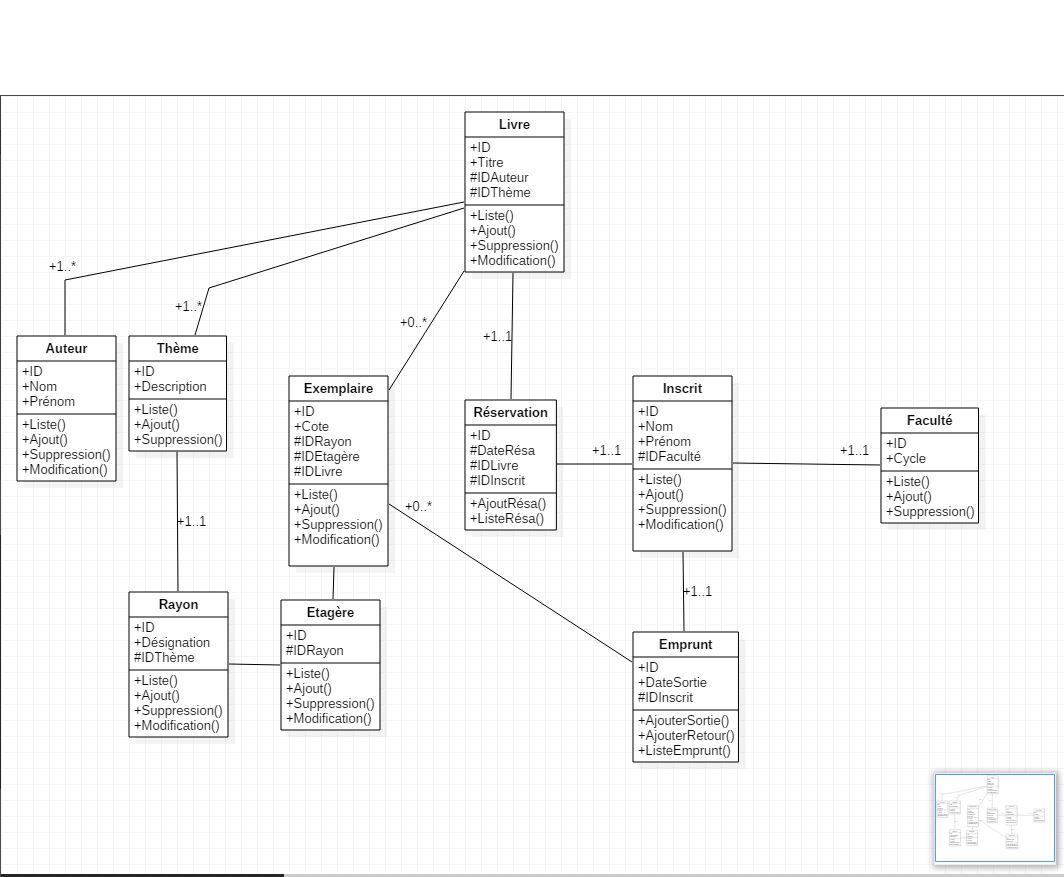 Livre
+ID
+Titre
#IDAuteur
#IDThème
+Liste()
+Ajout()
+Suppression()
+Modification()
+1..*
+1..*
+0..*
+1..1
Auteur
+ID
+Nom
+Prénom
+Liste()
+Ajout()
+Suppression()
+Modification()
Thème
+ID
+Description
+Liste()
+Ajout()
+Suppression()
Exemplaire
+ID
+Cote
#IDRayon
#IDEtagère
#IDLivre
+Liste()
+Ajout()
+Suppression()
+Modification()
Réservation
+ID
#DateRésa
#IDLivre
#IDInscrit
+AjoutRésa()
+ListeRésa()
+1..1
Inscrit
+ID
+Nom
+Prénom
#IDFaculté
+Liste()
+Ajout()
+Suppression()
+Modification()
+1..1
Faculté
+ID
+Cycle
+Liste()
+Ajout()
+Suppression()
+1..1
+0..*
+1..1
Rayon
+ID
+Désignation
#IDThème
+Liste()
+Ajout()
+Suppression()
+Modification()
Etagère
+ID
#IDRayon
+Liste()
+Ajout()
+Suppression()
+Modification()
Emprunt
+ID
+DateSortie
#IDInscrit
+AjouterSortie()
+AjouterRetour()
+ListeEmprunt()